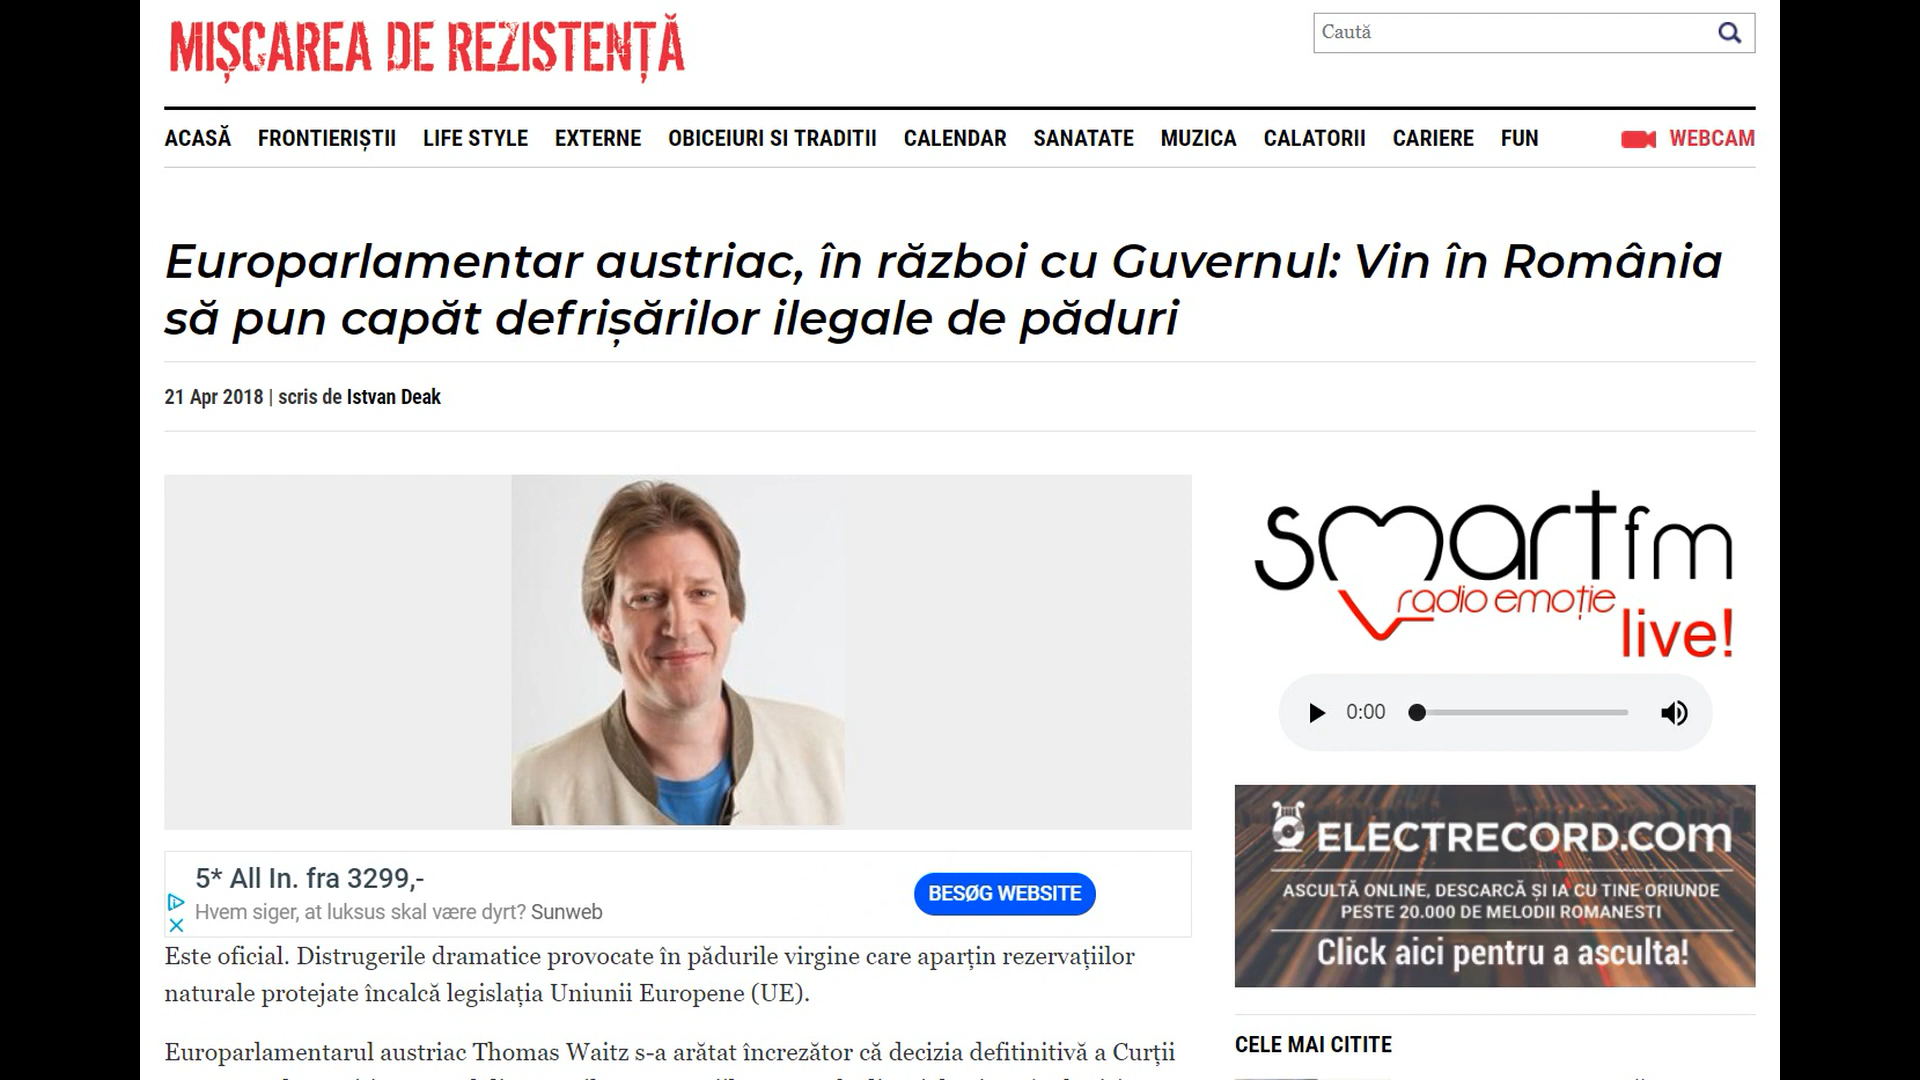 MIȘCAREA DE REZISTENȚĂ
Caută
ACASĂ FRONTIERIȘTII LIFE STYLE EXTERNE OBICEIURI SI TRADITII CALENDAR SANATATE MUZICA CALATORII CARIERE FUN WEBCAM
Europarlamentar austriac, în război cu Guvernul: Vin în România
să pun capăt defrișărilor ilegale de păduri
21 Apr 2018 | scris de Istvan Deak
smart fm
radio emoție
live!
0:00
5* All In. fra 3299,-
Hvem siger, at luksus skal være dyrt? Sunweb
BESØG WEBSITE
Este oficial. Distrugerile dramatice provocate în pădurile virgine care aparțin rezervațiilor
naturale protejate încalcă legislația Uniunii Europene (UE).
Europarlamentarul austriac Thomas Waitz s-a arătat încrezător că decizia defitinitivă a Curții
ELECTRECORD.com
ASCULTĂ ONLINE, DESCARCĂ ȘI IA CU TINE ORIUNDE
PESTE 20.000 DE MELODII ROMANESTI
Click aici pentru a asculta!
CELE MAI CITITE